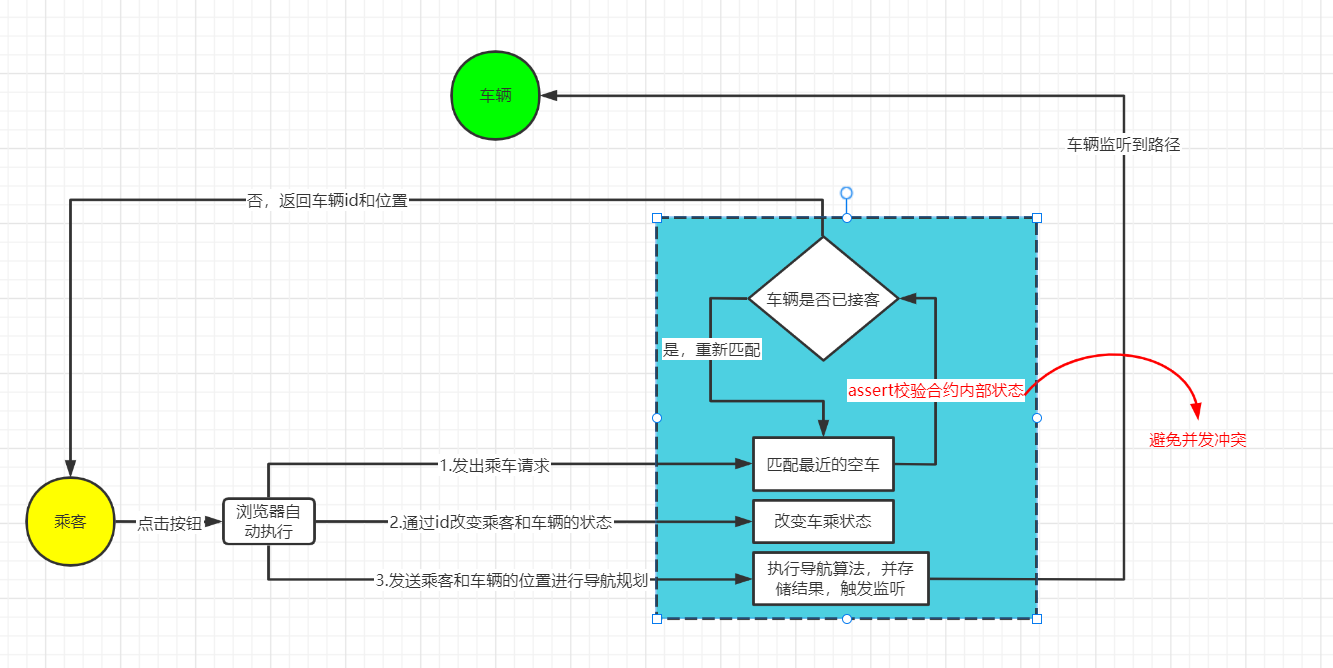 车辆
车辆监听到路径
否，返回车辆id和位置
车辆是否已接客
是，重新匹配
assert校验合约内部状态
避免并发冲突
1.发出乘车请求
匹配最近的空车
乘客
点击按钮
浏览器自
动执行
2.通过id改变乘客和车辆的状态
改变车乘状态
3.发送乘客和车辆的位置进行导航规划
执行导航算法，并存
储结果，触发监听